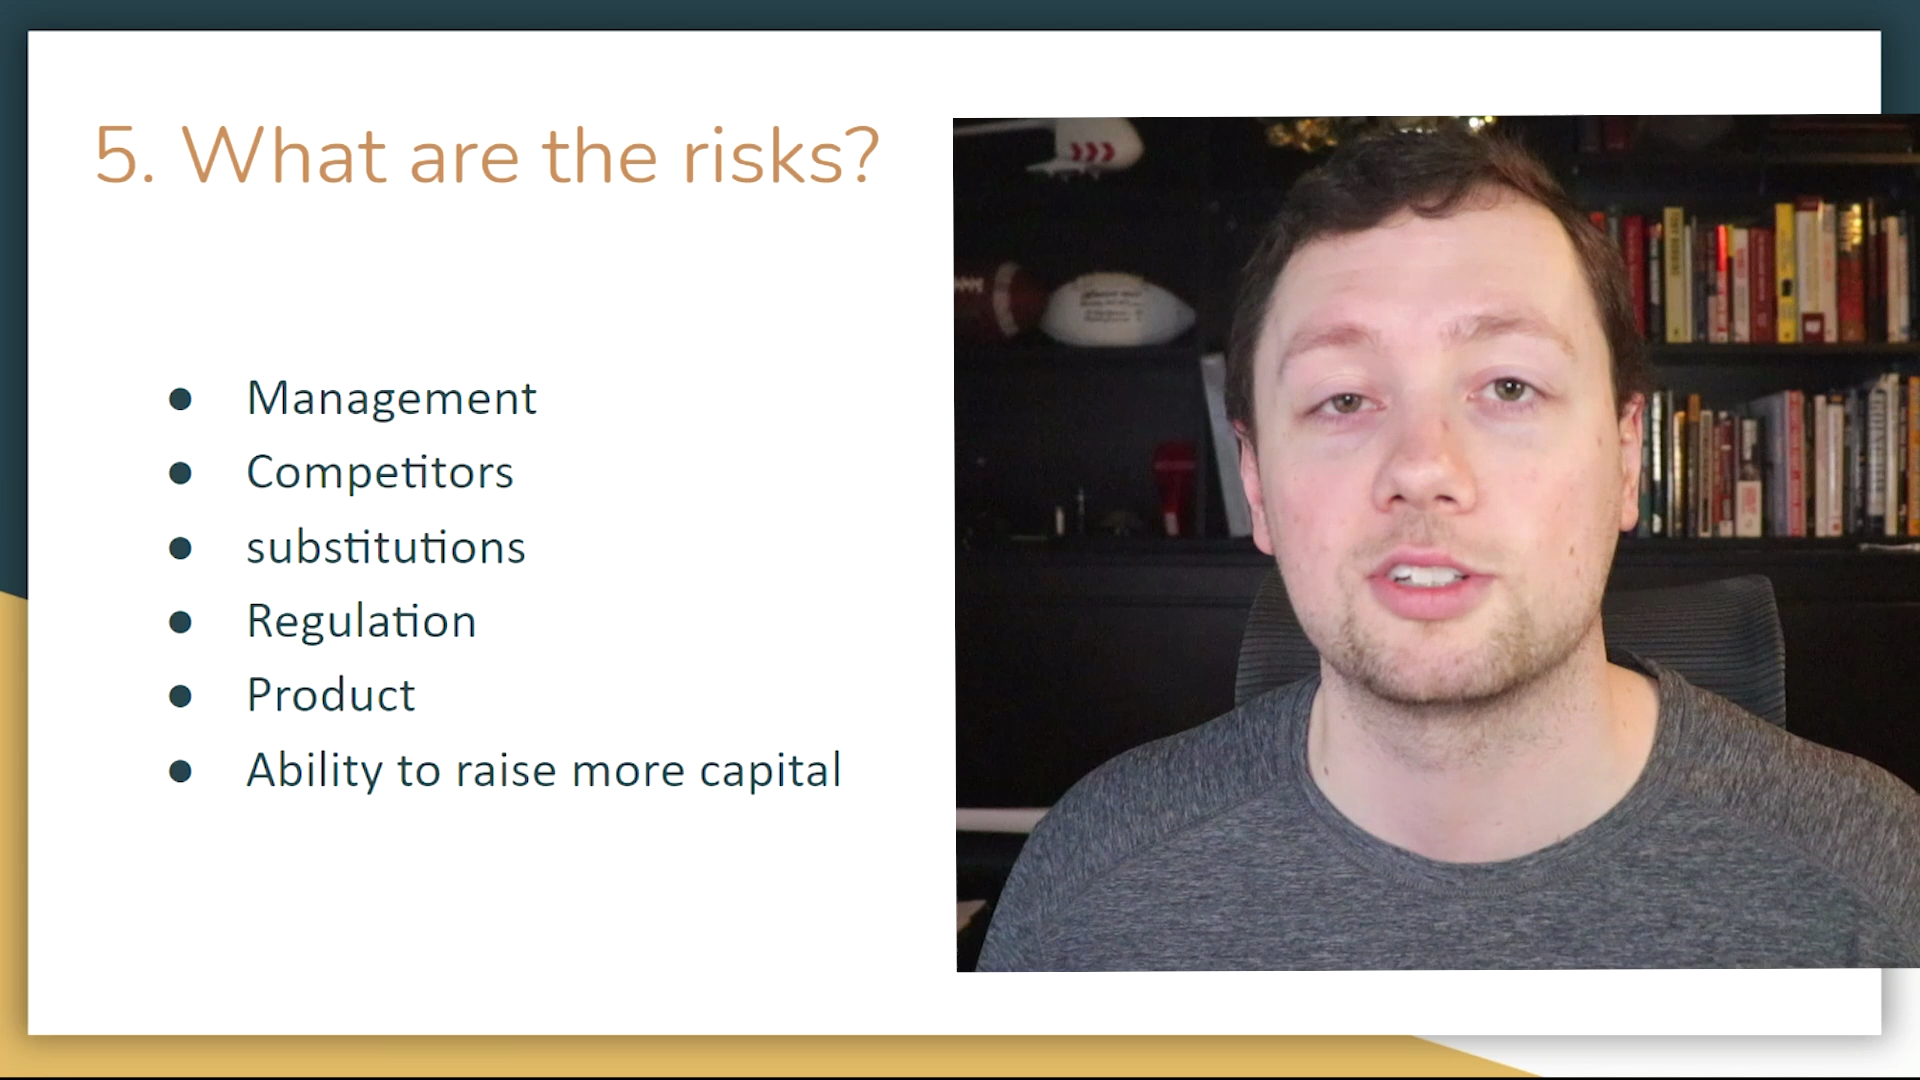 5. What are the risks?
● Management
● Competitors
● substitutions
● Regulation
● Product
● Ability to raise more capital